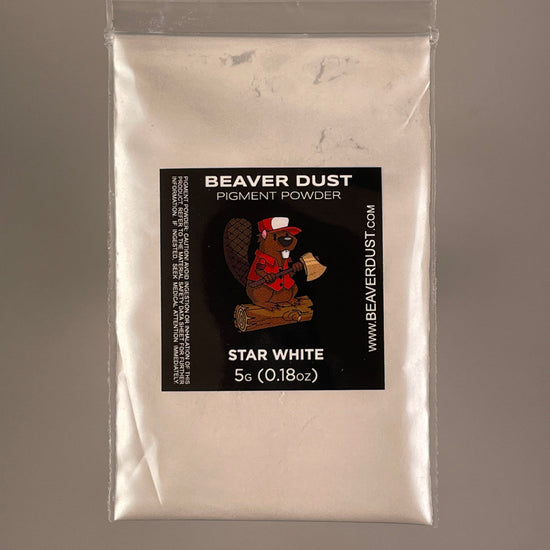 BEAVER DUST
PIGMENT POWDER
STAR WHITE
5G (0.18OZ)
WWW.BEAVERDUST.COM
PIGMENT POWDER: CAUTION! AVOID INGESTION OR INHALATION OF THIS
PRODUCT. REFER TO THE MATERIAL SAFETY DATA SHEET FOR FURTHER
INFORMATION. IF INGESTED, SEEK MEDICAL ATTENTION IMMEDIATELY.